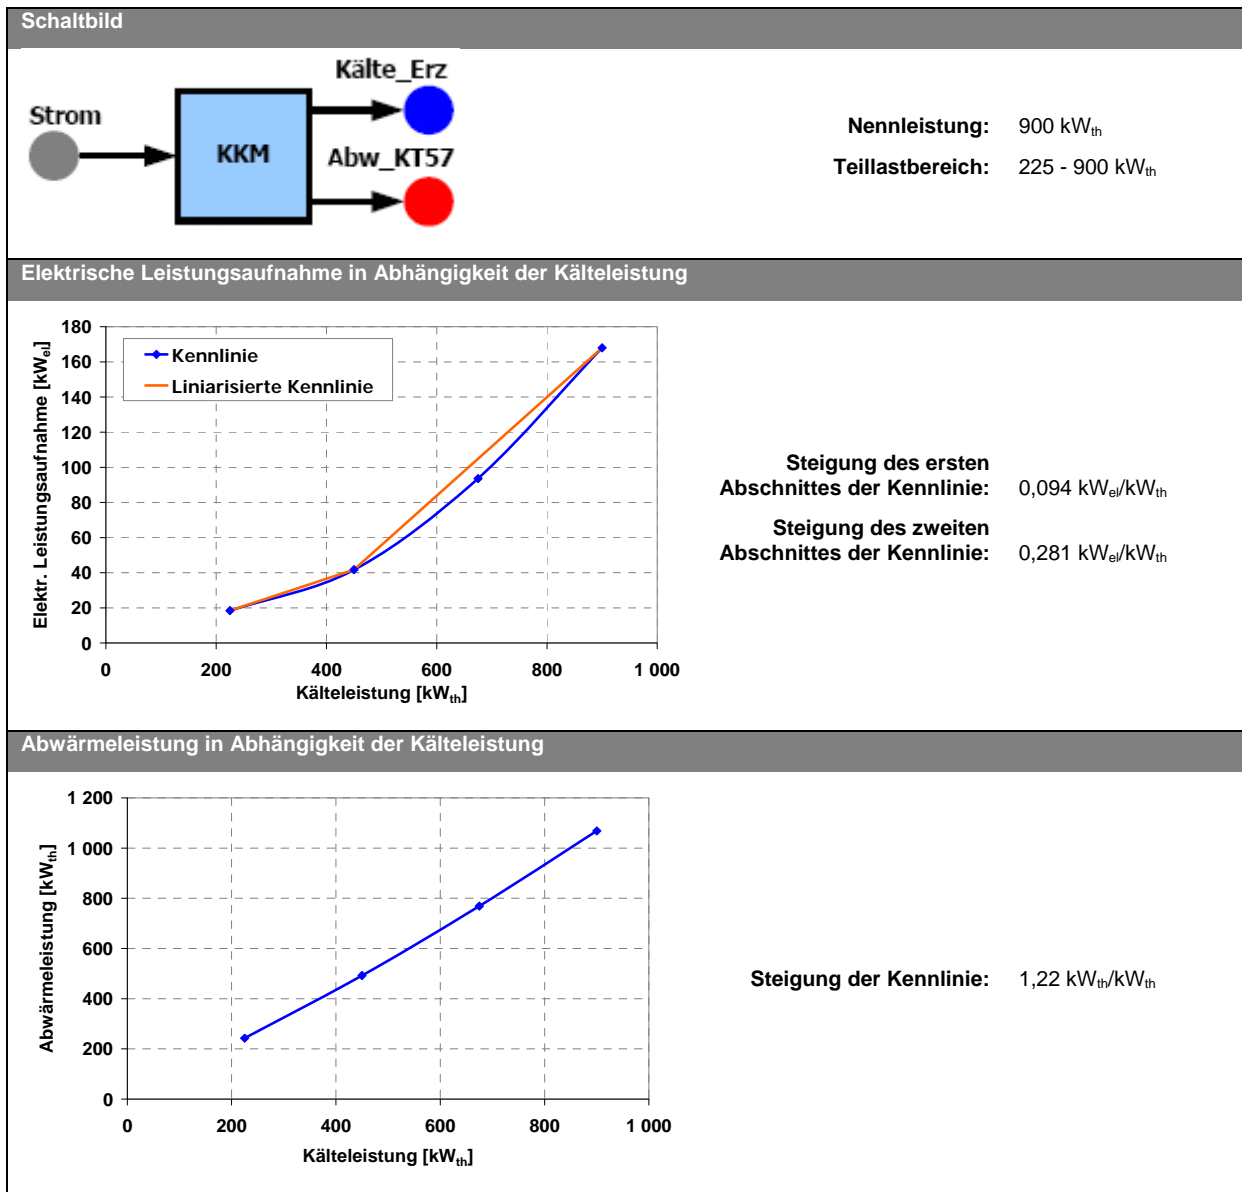 Schaltbild
Kälte_Erz
Strom
KKM
Abw_KT57
Nennleistung: 900 kWth
Teillastbereich: 225 - 900 kWth
Elektrische Leistungsaufnahme in Abhängigkeit der Kälteleistung
180
160
140
120
100
80
60
40
20
0
Elektr. Leistungsaufnahme [kWel]
Kennlinie
Liniarisierte Kennlinie
0 200 400 600 800 1 000
Kälteleistung [kWth]
Steigung des ersten
Abschnittes der Kennlinie: 0,094 kWel/kWth
Steigung des zweiten
Abschnittes der Kennlinie: 0,281 kWel/kWth
Abwärmeleistung in Abhängigkeit der Kälteleistung
1 200
1 000
800
600
400
200
0
Abwärmeleistung [kWth]
0 200 400 600 800 1 000
Kälteleistung [kWth]
Steigung der Kennlinie: 1,22 kWth/kWth